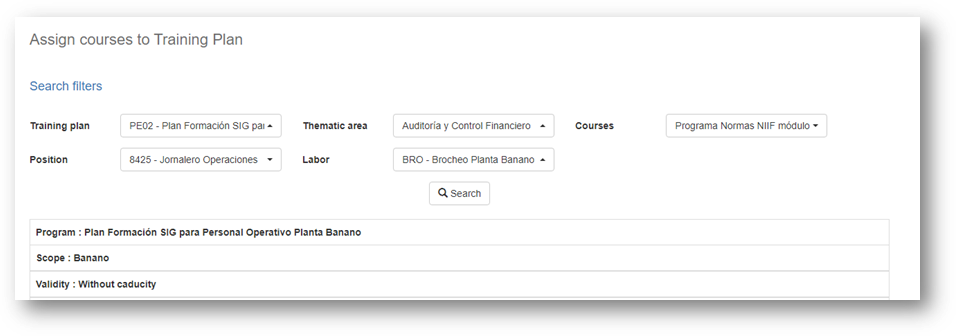 Assign courses to Training Plan
Search filters
Training plan PE02 - Plan Formación SIG par Thematic area Auditoría y Control Financiero Courses Programa Normas NIIF módulo
Position 8425 - Jornalero Operaciones Labor BRO - Brocheo Planta Banano
Search
Program : Plan Formación SIG para Personal Operativo Planta Banano
Scope : Banano
Validity : Without caducity